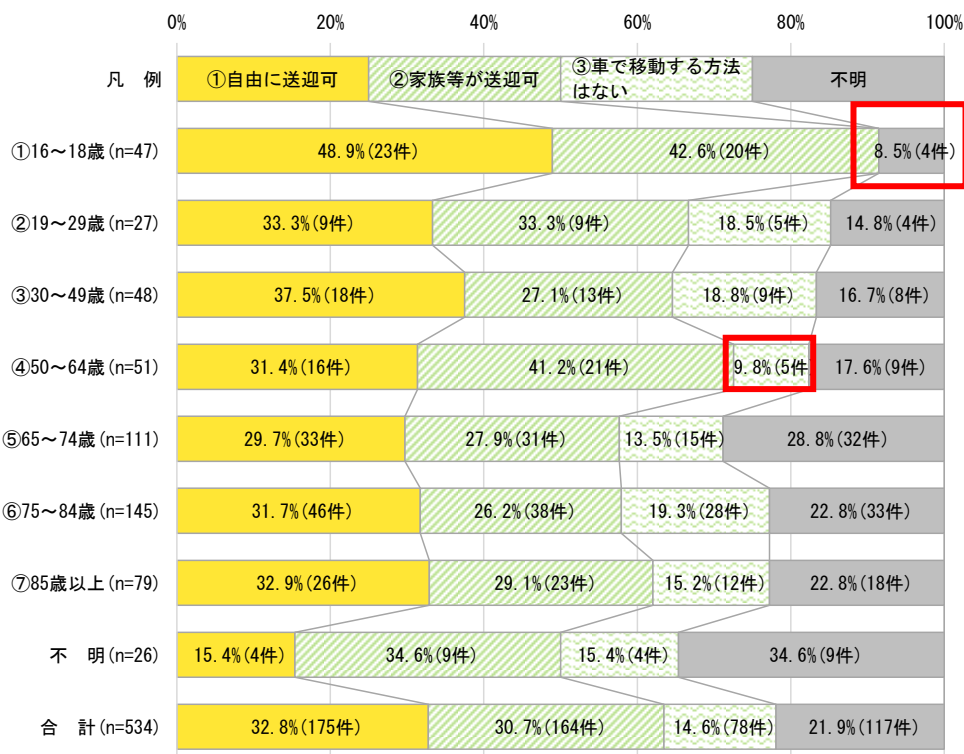 0% 20% 40% 60% 80% 100%
凡 例 ①自由に送迎可 ②家族等が送迎可 ③車で移動する方法はない 不明
①16～18歳(n=47) 48.9%(23件) 42.6%(20件) 8.5%(4件)
②19～29歳(n=27) 33.3%(9件) 33.3%(9件) 18.5%(5件) 14.8%(4件)
③30～49歳(n=48) 37.5%(18件) 27.1%(13件) 18.8%(9件) 16.7%(8件)
④50～64歳(n=51) 31.4%(16件) 41.2%(21件) 9.8%(5件 17.6%(9件)
⑤65～74歳(n=111) 29.7%(33件) 27.9%(31件) 13.5%(15件) 28.8%(32件)
⑥75～84歳(n=145) 31.7%(46件) 26.2%(38件) 19.3%(28件) 22.8%(33件)
⑦85歳以上(n=79) 32.9%(26件) 29.1%(23件) 15.2%(12件) 22.8%(18件)
不 明(n=26) 15.4%(4件) 34.6%(9件) 15.4%(4件) 34.6%(9件)
合 計(n=534) 32.8%(175件) 30.7%(164件) 14.6%(78件) 21.9%(117件)